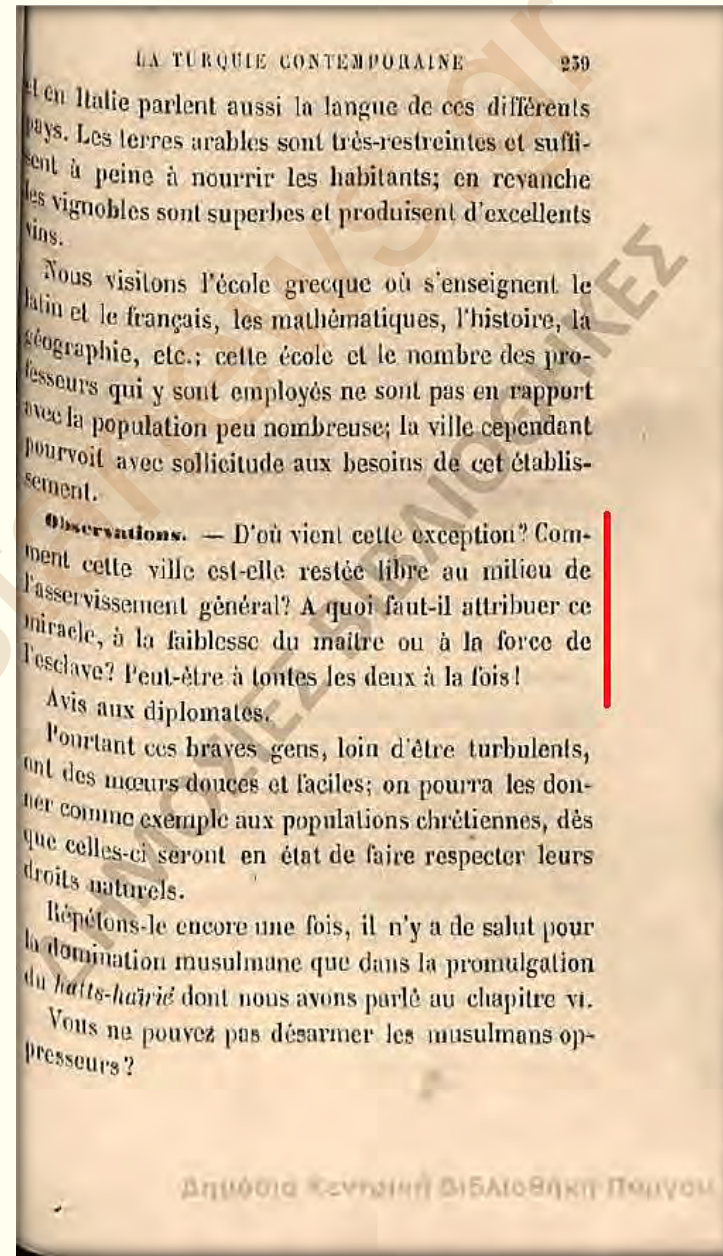 LA TURQUIE CONTEMPORAINE 239
et en Italie parlent aussi la langue de ces différents
pays. Les terres arables sont très-restreintes et suffi-
sent à peine à nourrir les habitants; en revanche
les vignobles sont superbes et produisent d'excellents
vins.
Nous visitons l'école grecque où s'enseignent le
latin et le français, les mathématiques, l'histoire, la
géographie, etc.; cette école et le nombre des pro-
fesseurs qui y sont employés ne sont pas en rapport
avec la population peu nombreuse; la ville cependant
pourvoit avec sollicitude aux besoins de cet établis-
sement.
Observations. — D'où vient cette exception? Com-
ment cette ville est-elle restée libre au milieu de
l'asservissement général? A quoi faut-il attribuer ce
miracle, à la faiblesse du maître ou à la force de
l'esclave? Peut-être à toutes les deux à la fois!
Avis aux diplomates.
Pourtant ces braves gens, loin d'être turbulents,
ont des mœurs douces et faciles; on pourra les don-
ner comme exemple aux populations chrétiennes, dès
que celles-ci seront en état de faire respecter leurs
droits naturels.
Répétons-le encore une fois, il n'y a de salut pour
la domination musulmane que dans la promulgation
du hatts-haïrié dont nous avons parlé au chapitre VI.
Vous ne pouvez pas désarmer les musulmans op-
presseurs?
ΔΗΜΟΣΙΕΣ ΒΙΒΛΙΟΘΗΚΕΣ
Δημόσια Κεντρική Βιβλιοθήκη Πύργου